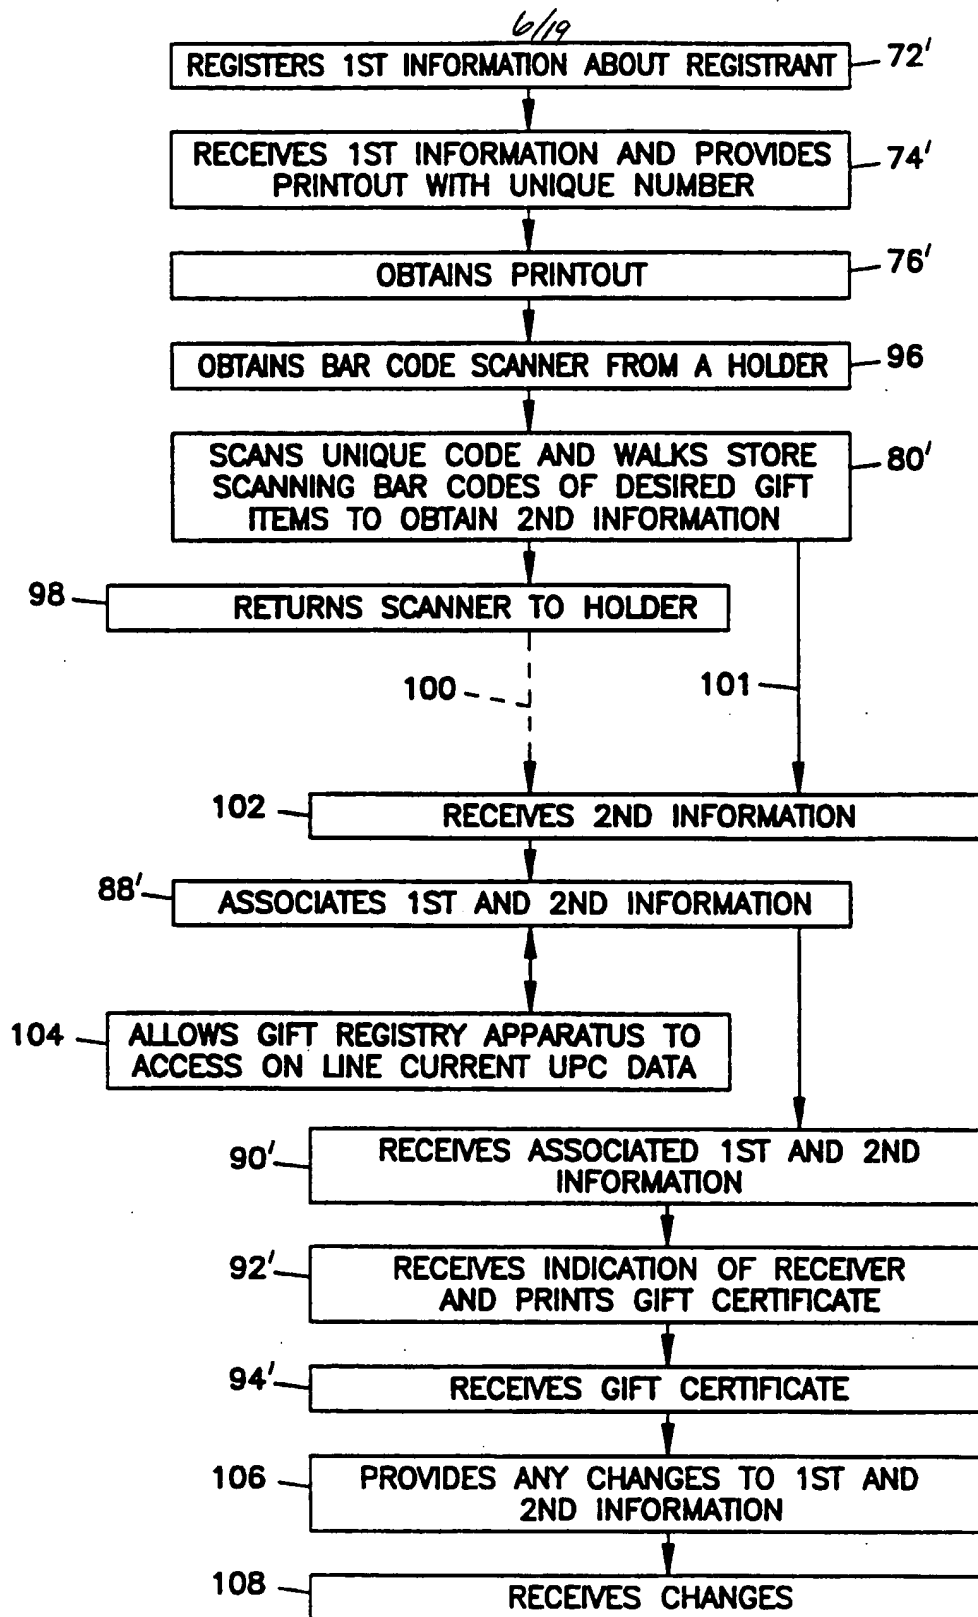 6/19
REGISTERS 1ST INFORMATION ABOUT REGISTRANT 72'
RECEIVES 1ST INFORMATION AND PROVIDES
PRINTOUT WITH UNIQUE NUMBER
74'
OBTAINS PRINTOUT 76'
OBTAINS BAR CODE SCANNER FROM A HOLDER 96
SCANS UNIQUE CODE AND WALKS STORE
SCANNING BAR CODES OF DESIRED GIFT
ITEMS TO OBTAIN 2ND INFORMATION
80'
98 RETURNS SCANNER TO HOLDER
100 101
102 RECEIVES 2ND INFORMATION
88' ASSOCIATES 1ST AND 2ND INFORMATION
104
ALLOWS GIFT REGISTRY APPARATUS TO
ACCESS ON LINE CURRENT UPC DATA
90'
RECEIVES ASSOCIATED 1ST AND 2ND
INFORMATION
92'
RECEIVES INDICATION OF RECEIVER
AND PRINTS GIFT CERTIFICATE
94' RECEIVES GIFT CERTIFICATE
106
PROVIDES ANY CHANGES TO 1ST AND
2ND INFORMATION
108 RECEIVES CHANGES